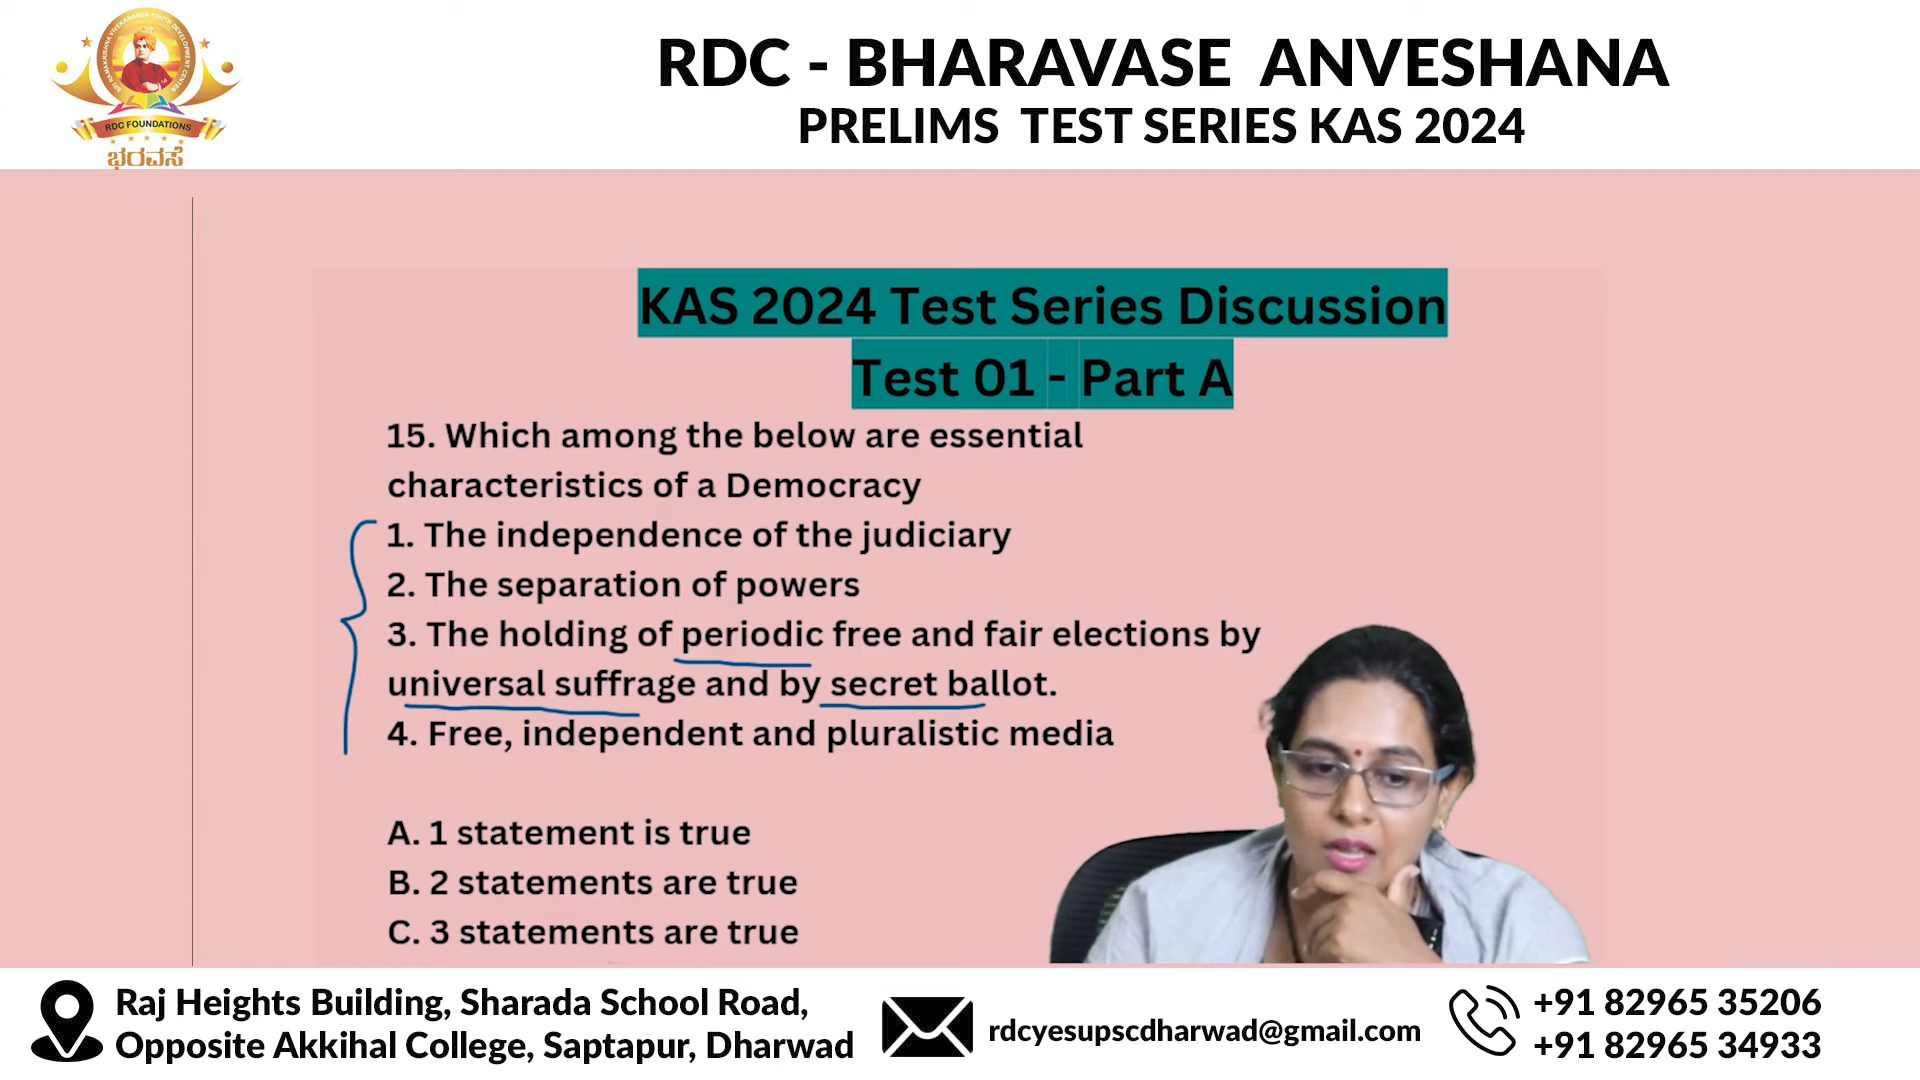 RDC - BHARAVASE ANVESHANA
PRELIMS TEST SERIES KAS 2024
RDC FOUNDATIONS
ಭರವಸೆ
KAS 2024 Test Series Discussion
Test 01 - Part A
15. Which among the below are essential
characteristics of a Democracy
1. The independence of the judiciary
2. The separation of powers
3. The holding of periodic free and fair elections by
universal suffrage and by secret ballot.
4. Free, independent and pluralistic media
A. 1 statement is true
B. 2 statements are true
C. 3 statements are true
Raj Heights Building, Sharada School Road,
Opposite Akkihal College, Saptapur, Dharwad
rdcyesupscdharwad@gmail.com
+91 82965 35206
+91 82965 34933